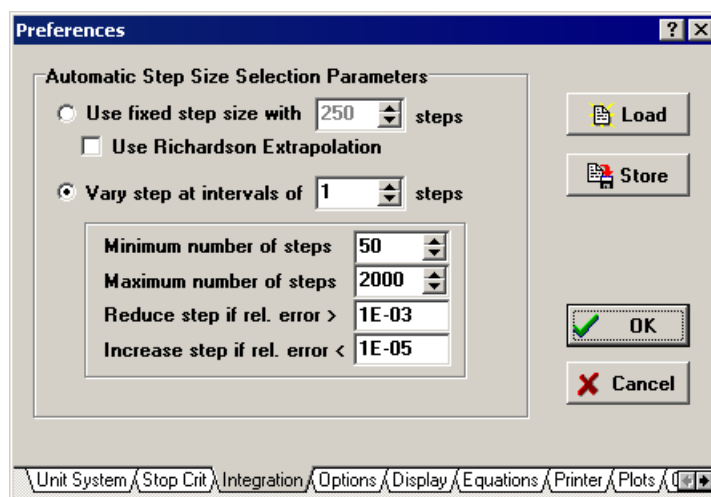 Preferences
Automatic Step Size Selection Parameters
Use fixed step size with 250 steps
Use Richardson Extrapolation
Vary step at intervals of 1 steps
Minimum number of steps 50
Maximum number of steps 2000
Reduce step if rel. error > 1E-03
Increase step if rel. error < 1E-05
Load
Store
OK
Cancel
Unit System Stop Crit Integration Options Display Equations Printer Plots